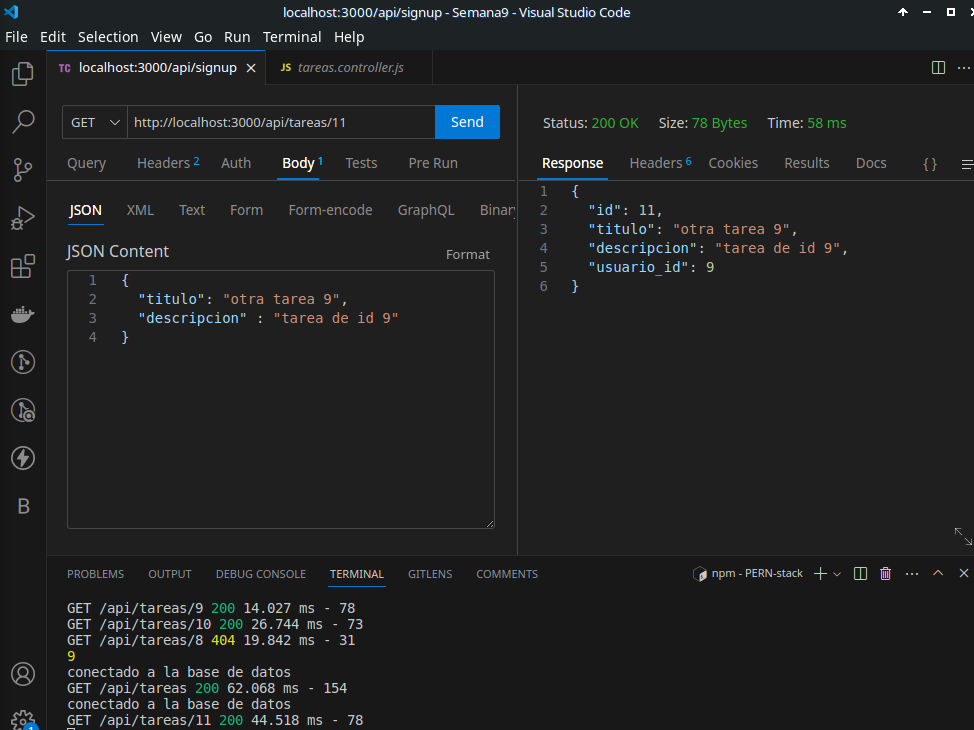 localhost:3000/api/signup - Semana9 - Visual Studio Code
File Edit Selection View Go Run Terminal Help
TC localhost:3000/api/signup
JS tareas.controller.js
GET http://localhost:3000/api/tareas/11 Send
Query Headers 2 Auth Body 1 Tests Pre Run
JSON XML Text Form Form-encode GraphQL Binary
JSON Content Format
1 {
2 "titulo": "otra tarea 9",
3 "descripcion" : "tarea de id 9"
4 }
Status: 200 OK Size: 78 Bytes Time: 58 ms
Response Headers 6 Cookies Results Docs { }
1 {
2 "id": 11,
3 "titulo": "otra tarea 9",
4 "descripcion": "tarea de id 9",
5 "usuario_id": 9
6 }
B
1
PROBLEMS OUTPUT DEBUG CONSOLE TERMINAL GITLENS COMMENTS npm - PERN-stack
GET /api/tareas/9 200 14.027 ms - 78
GET /api/tareas/10 200 26.744 ms - 73
GET /api/tareas/8 404 19.842 ms - 31
9
conectado a la base de datos
GET /api/tareas 200 62.068 ms - 154
conectado a la base de datos
GET /api/tareas/11 200 44.518 ms - 78